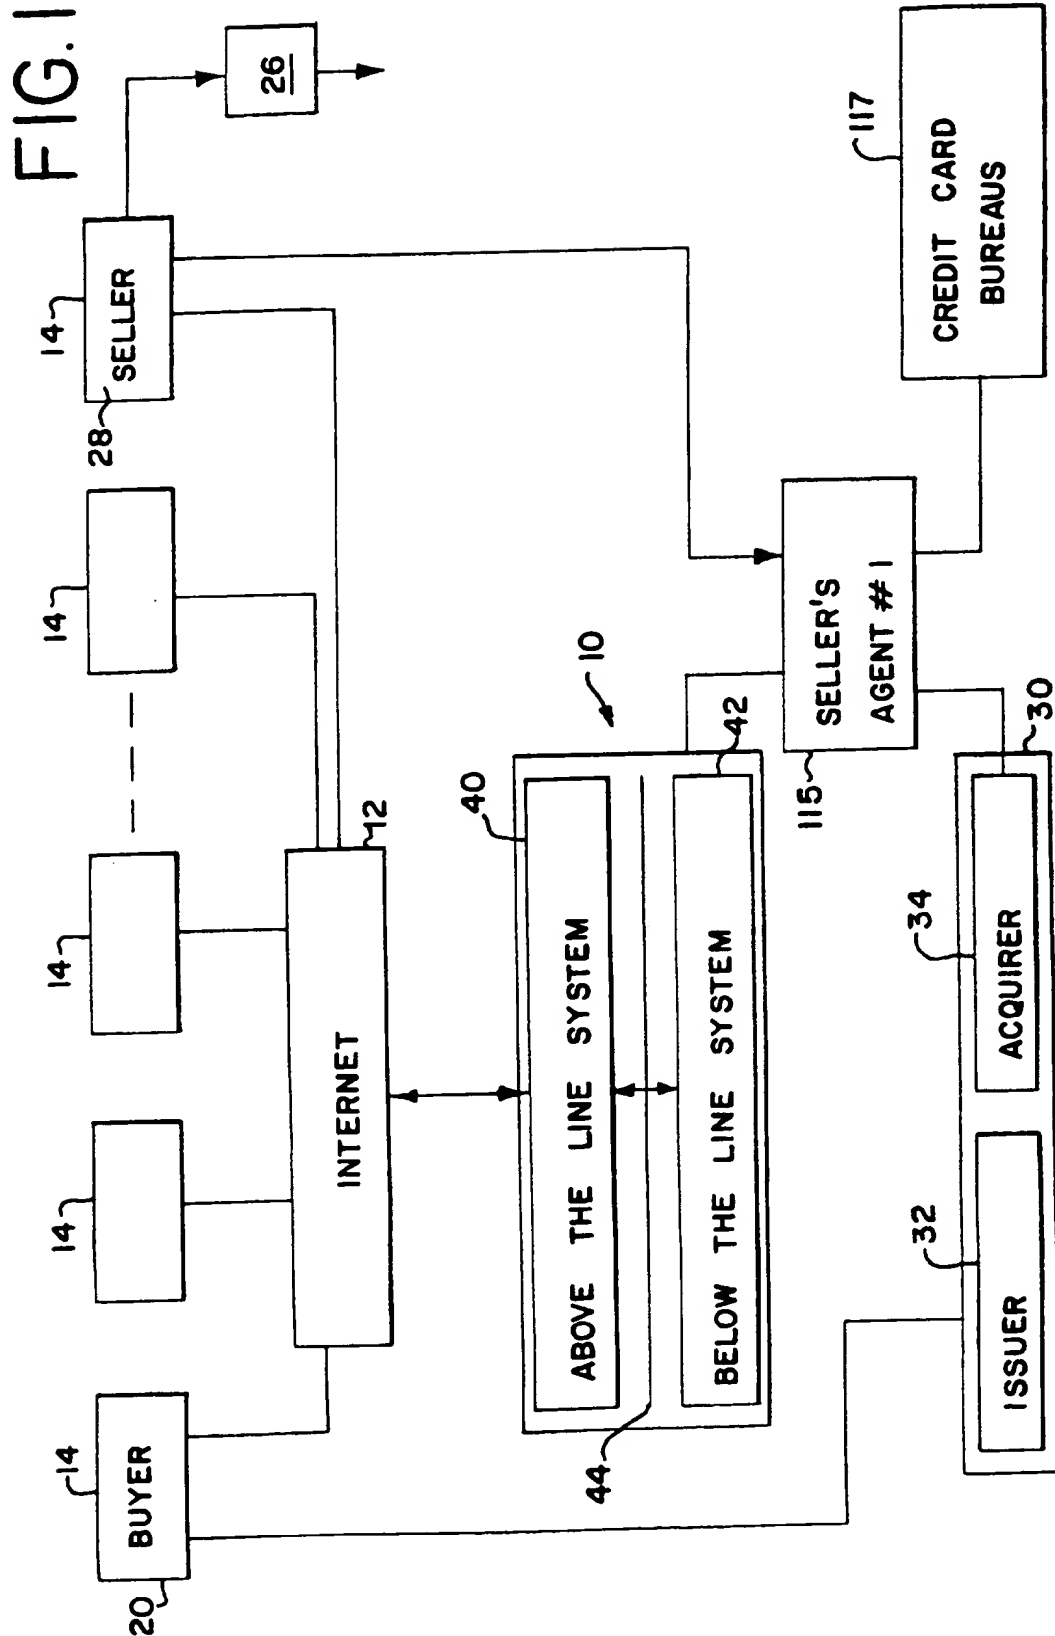 FIG. 1
14
14
14
14
14
BUYER
20
SELLER
28
26
INTERNET
12
10
40
ABOVE THE LINE SYSTEM
44
BELOW THE LINE SYSTEM
42
115
SELLER'S
AGENT #1
117
CREDIT CARD
BUREAUS
30
32
ISSUER
34
ACQUIRER